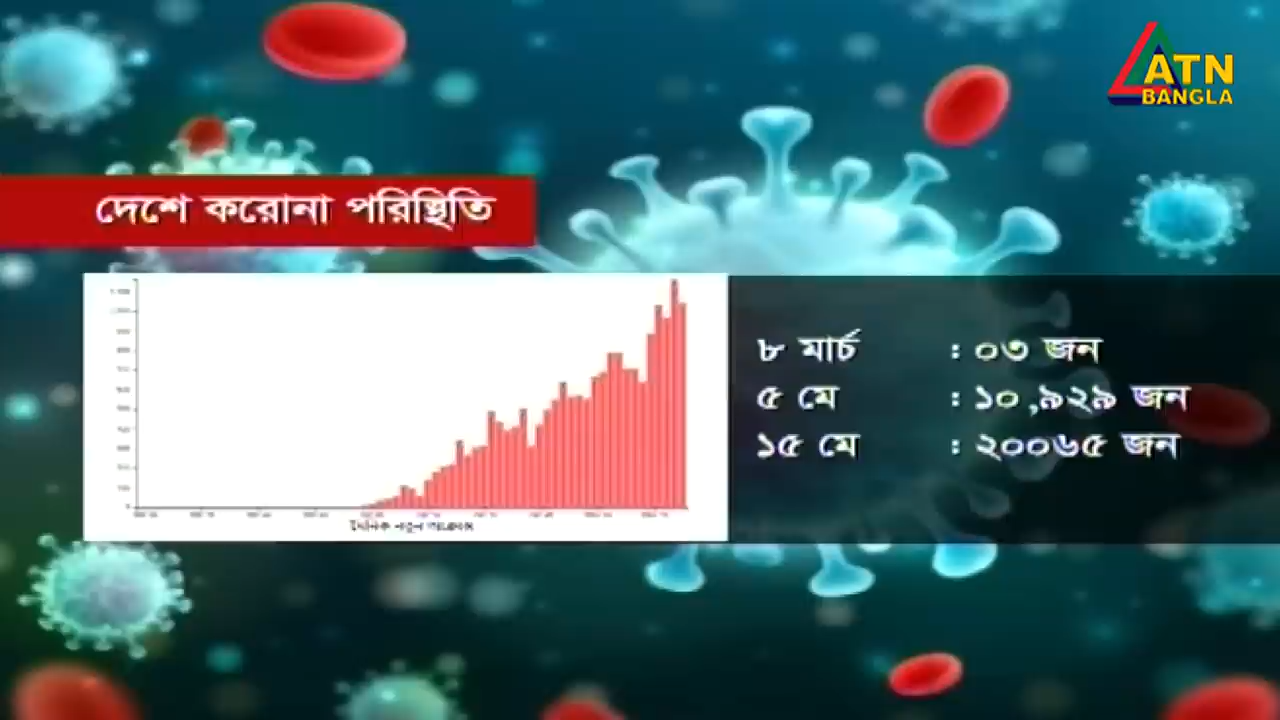 ATN
BANGLA
দেশে করোনা পরিস্থিতি
৮ মার্চ : ০৩ জন
৫ মে : ১০,৯২৯ জন
১৫ মে : ২০০৬৫ জন